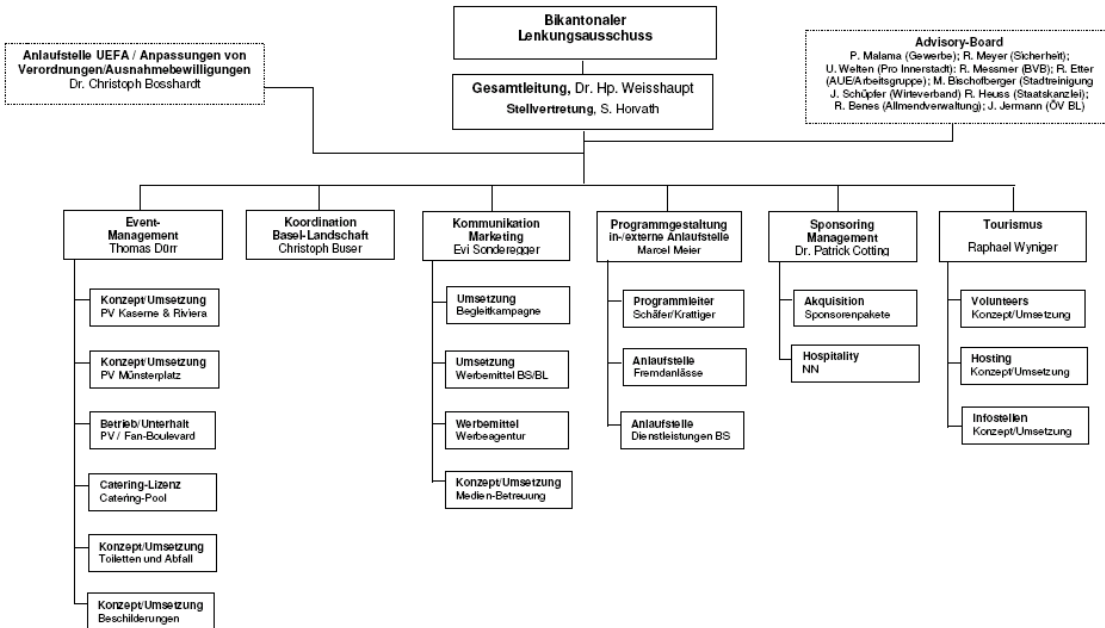 Bikantonaler
Lenkungsausschuss
Anlaufstelle UEFA / Anpassungen von
Verordnungen/Ausnahmebewilligungen
Dr. Christoph Bosshardt
Advisory-Board
P. Malama (Gewerbe); R. Meyer (Sicherheit);
U. Welten (Pro Innerstadt): R. Messmer (BVB); R. Etter
(AUE/Arbeitsgruppe); M. Bischofberger (Stadtreinigung
J. Schüpfer (Wirteverband) R. Heuss (Staatskanzlei);
R. Benes (Allmendverwaltung); J. Jermann (ÖV BL)
Gesamtleitung, Dr. Hp. Weisshaupt
Stellvertretung, S. Horvath
Event-
Management
Thomas Dürr
Konzept/Umsetzung
PV Kaserne & Riviera
Konzept/Umsetzung
PV Münsterplatz
Betrieb/Unterhalt
PV / Fan-Boulevard
Catering-Lizenz
Catering-Pool
Konzept/Umsetzung
Toiletten und Abfall
Konzept/Umsetzung
Beschilderungen
Koordination
Basel-Landschaft
Christoph Buser
Kommunikation
Marketing
Evi Sonderegger
Umsetzung
Begleitkampagne
Umsetzung
Werbemittel BS/BL
Werbemittel
Werbeagentur
Konzept/Umsetzung
Medien-Betreuung
Programmgestaltung
in-/externe Anlaufstelle
Marcel Meier
Programmleiter
Schäfer/Krattiger
Anlaufstelle
Fremdanlässe
Anlaufstelle
Dienstleistungen BS
Sponsoring
Management
Dr. Patrick Cotting
Akquisition
Sponsorenpakete
Hospitality
NN
Tourismus
Raphael Wyniger
Volunteers
Konzept/Umsetzung
Hosting
Konzept/Umsetzung
Infostellen
Konzept/Umsetzung